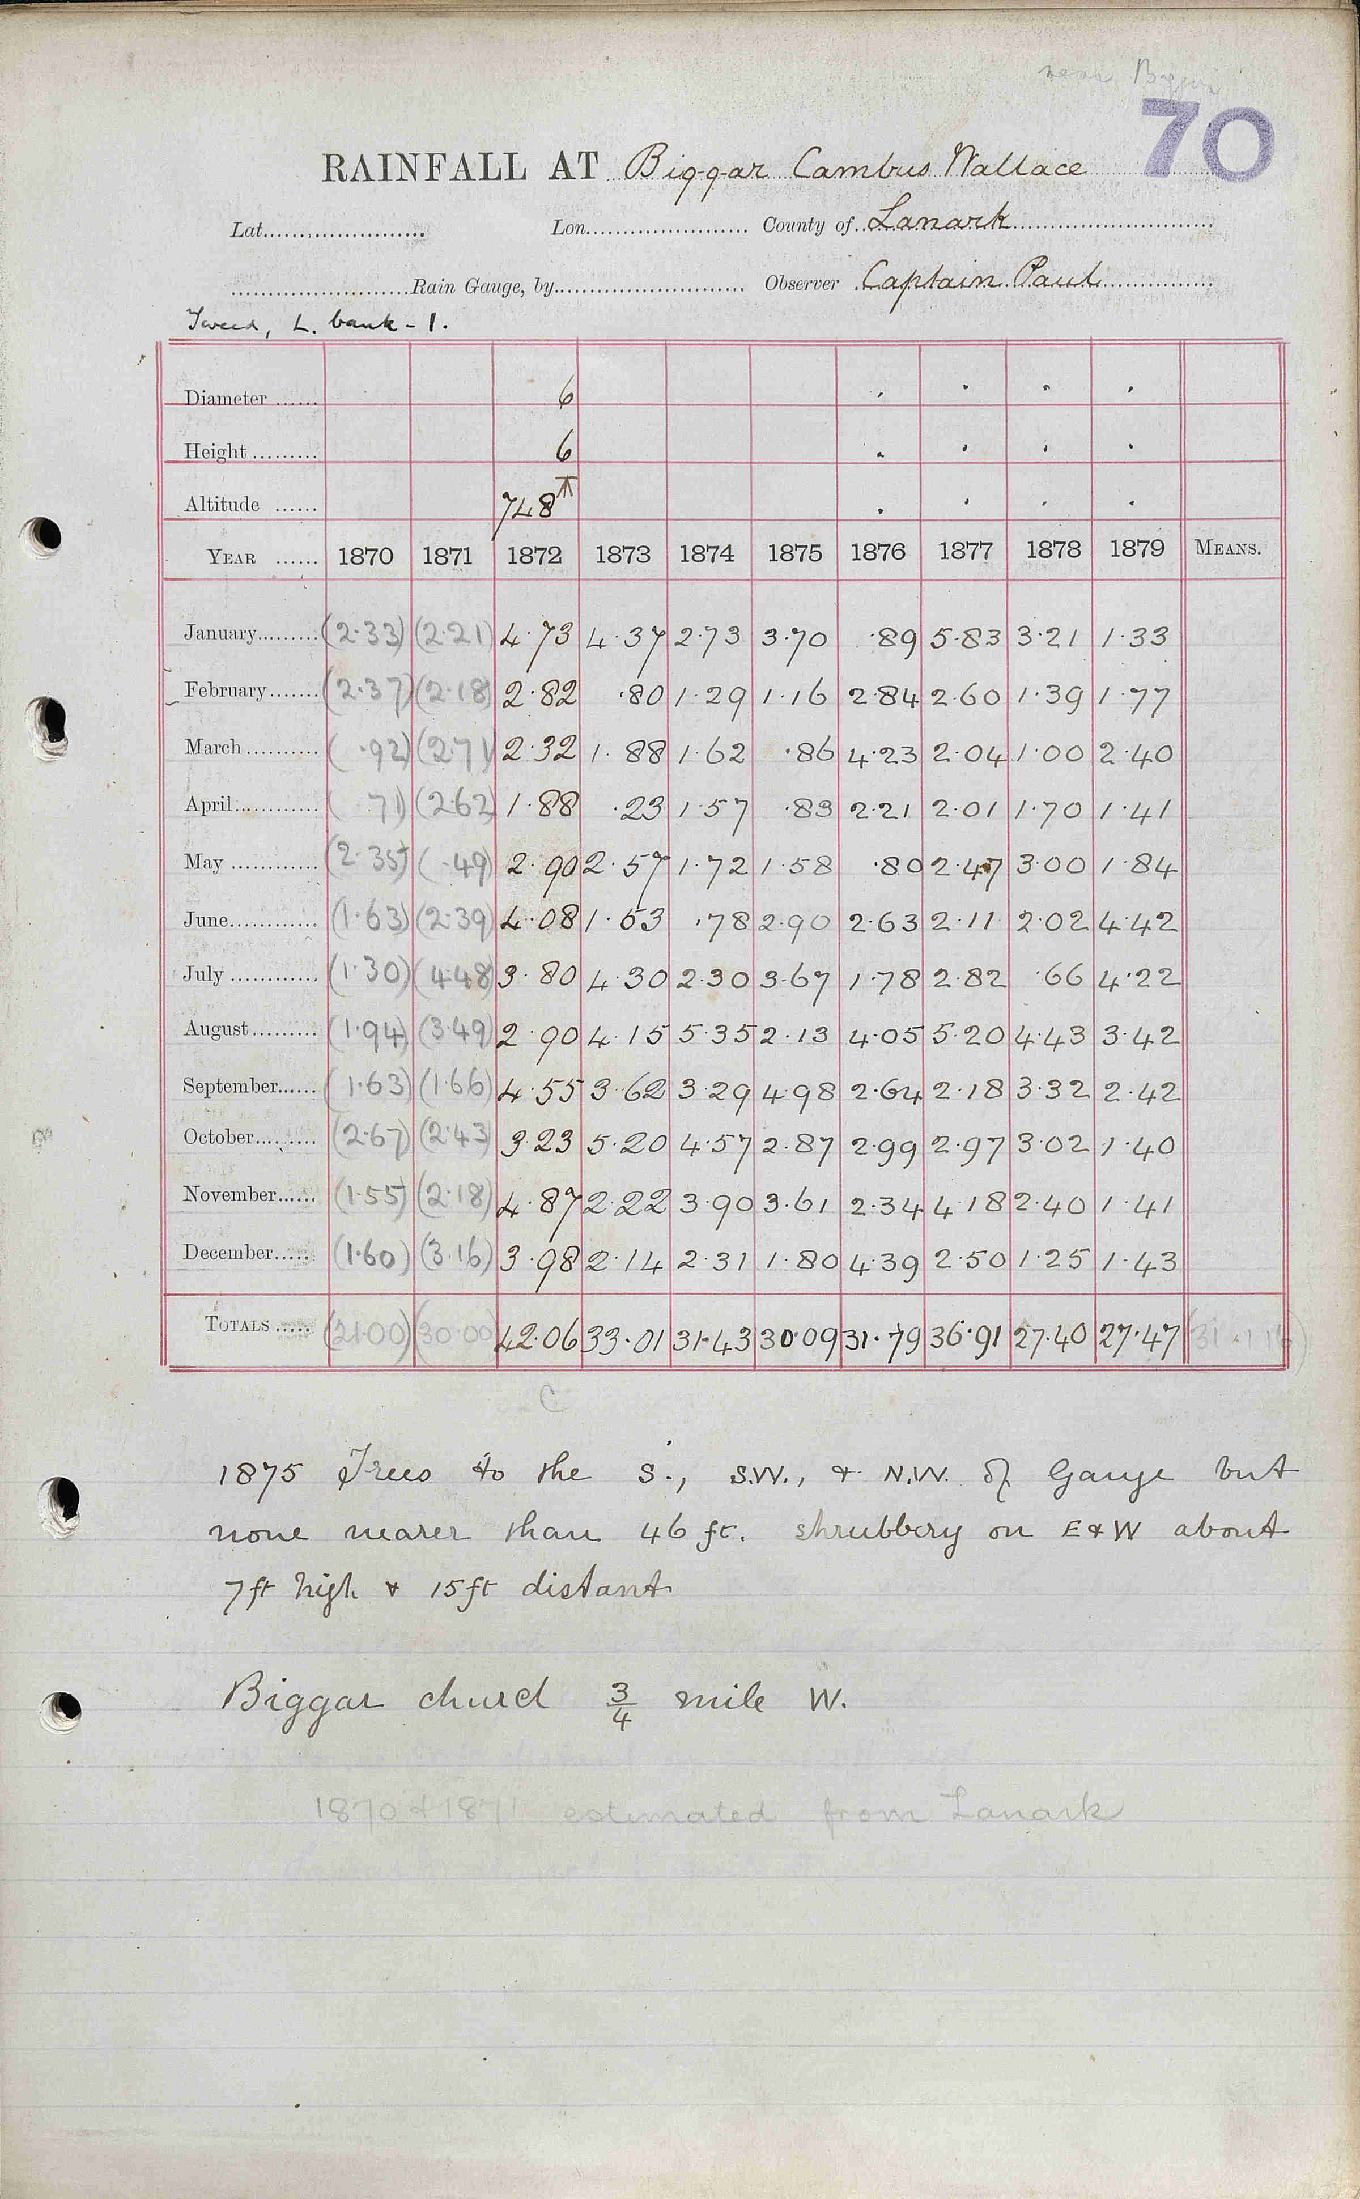 near Biggar
70
RAINFALL AT Biggar Cambus Wallace
Lat. Lon. County of Lanark
Rain Gauge, by Observer Captain Paul
Tweed, L. bank - 1.
Diameter 6 . . . .
Height 6 . . . .
Altitude 748 . . . .
YEAR 1870 1871 1872 1873 1874 1875 1876 1877 1878 1879 MEANS.
January (2.33) (2.21) 4.73 4.37 2.73 3.70 .89 5.83 3.21 1.33
February (2.37) (2.18) 2.82 .80 1.29 1.16 2.84 2.60 1.39 1.77
March ( .92) (2.71) 2.32 1.88 1.62 .86 4.23 2.04 1.00 2.40
April ( 71) (2.62) 1.88 .23 1.57 .83 2.21 2.01 1.70 1.41
May (2.35) ( .49) 2.90 2.57 1.72 1.58 .80 2.47 3.00 1.84
June (1.63) (2.39) 4.08 1.53 .78 2.90 2.63 2.11 2.02 4.42
July (1.30) (4.48) 3.80 4.30 2.30 3.67 1.78 2.82 .66 4.22
August (1.94) (3.49) 2.90 4.15 5.35 2.13 4.05 5.20 4.43 3.42
September (1.63) (1.66) 4.55 3.62 3.29 4.98 2.64 2.18 3.32 2.42
October (2.67) (2.43) 3.23 5.20 4.57 2.87 2.99 2.97 3.02 1.40
November (1.55) (2.18) 4.87 2.22 3.90 3.61 2.34 4.18 2.40 1.41
December (1.60) (3.16) 3.98 2.14 2.31 1.80 4.39 2.50 1.25 1.43
TOTALS (21.00) (30.00) 42.06 33.01 31.43 30.09 31.79 36.91 27.40 27.47
C
1875 Trees to the S., S.W., & N.W. of Gauge but
none nearer than 46 ft. shrubbery on E & W about
7ft high & 15ft distant
Biggar church 3/4 mile W.
1870 & 1871 estimated from Lanark